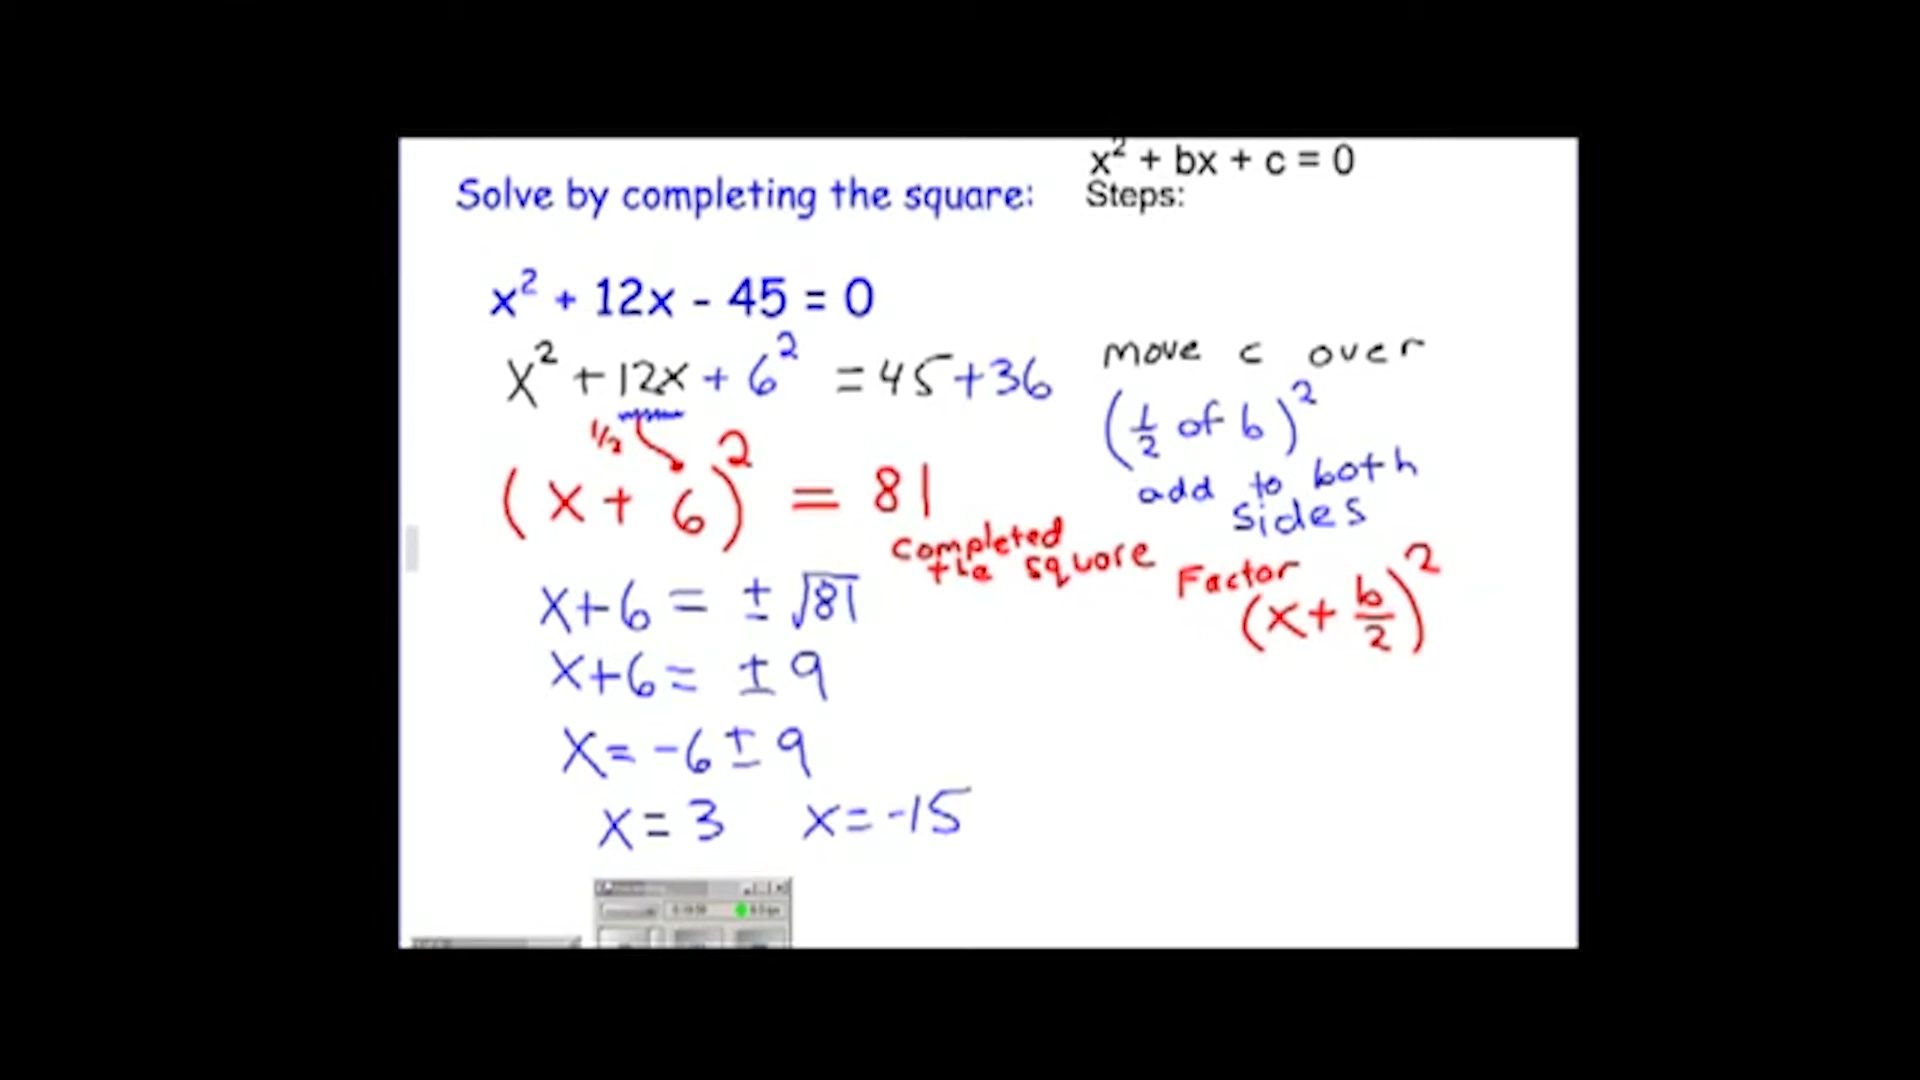 x² + bx + c = 0
Solve by completing the square:
Steps:
x² + 12x - 45 = 0
x² + 12x + 6² = 45 + 36
move c over
(1/2 of b)²
add to both
sides
1/2
(x + 6)² = 81
Completed
the square
Factor
(x + b/2)²
x + 6 = ± √81
x + 6 = ± 9
x = -6 ± 9
x = 3 x = -15